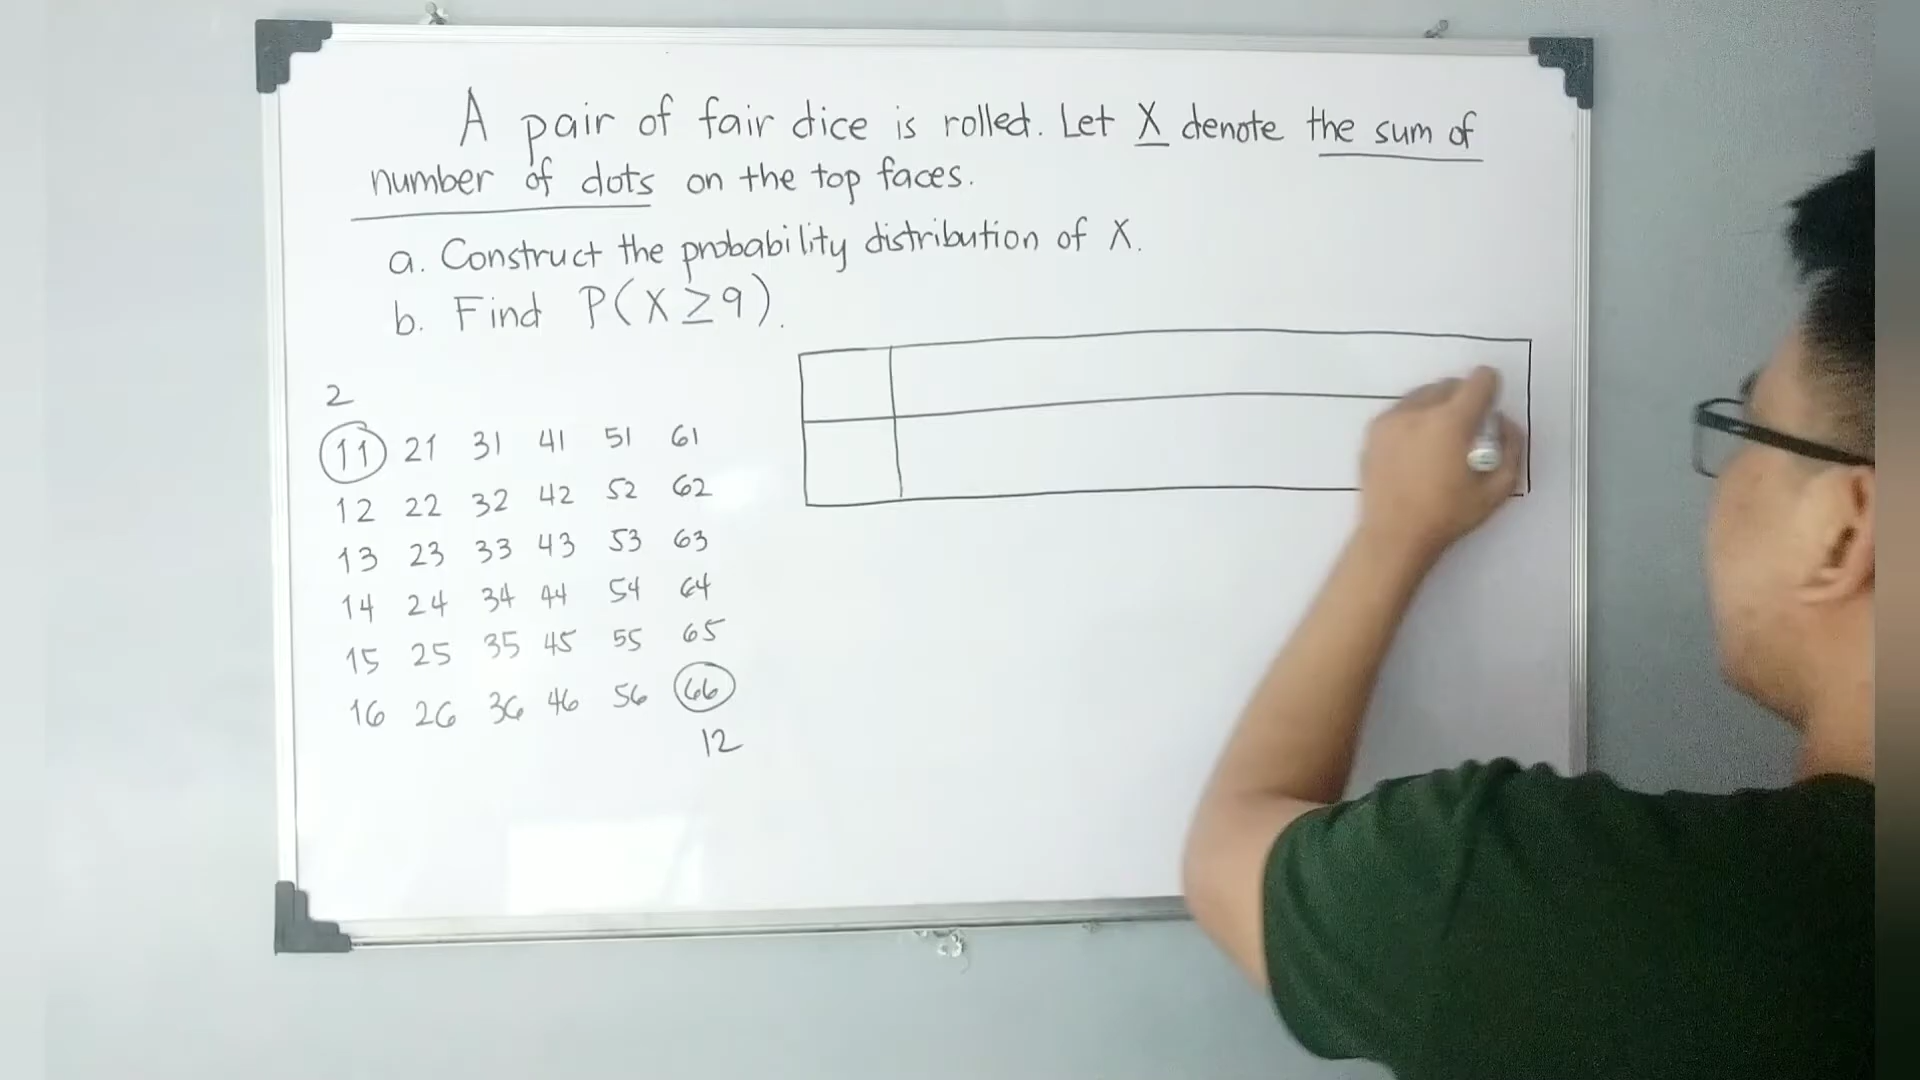 A pair of fair dice is rolled. Let X denote the sum of
number of dots on the top faces.
a. Construct the probability distribution of X.
b. Find P(X≥9).
2
11 21 31 41 51 61
12 22 32 42 52 62
13 23 33 43 53 63
14 24 34 44 54 64
15 25 35 45 55 65
16 26 36 46 56 66
12